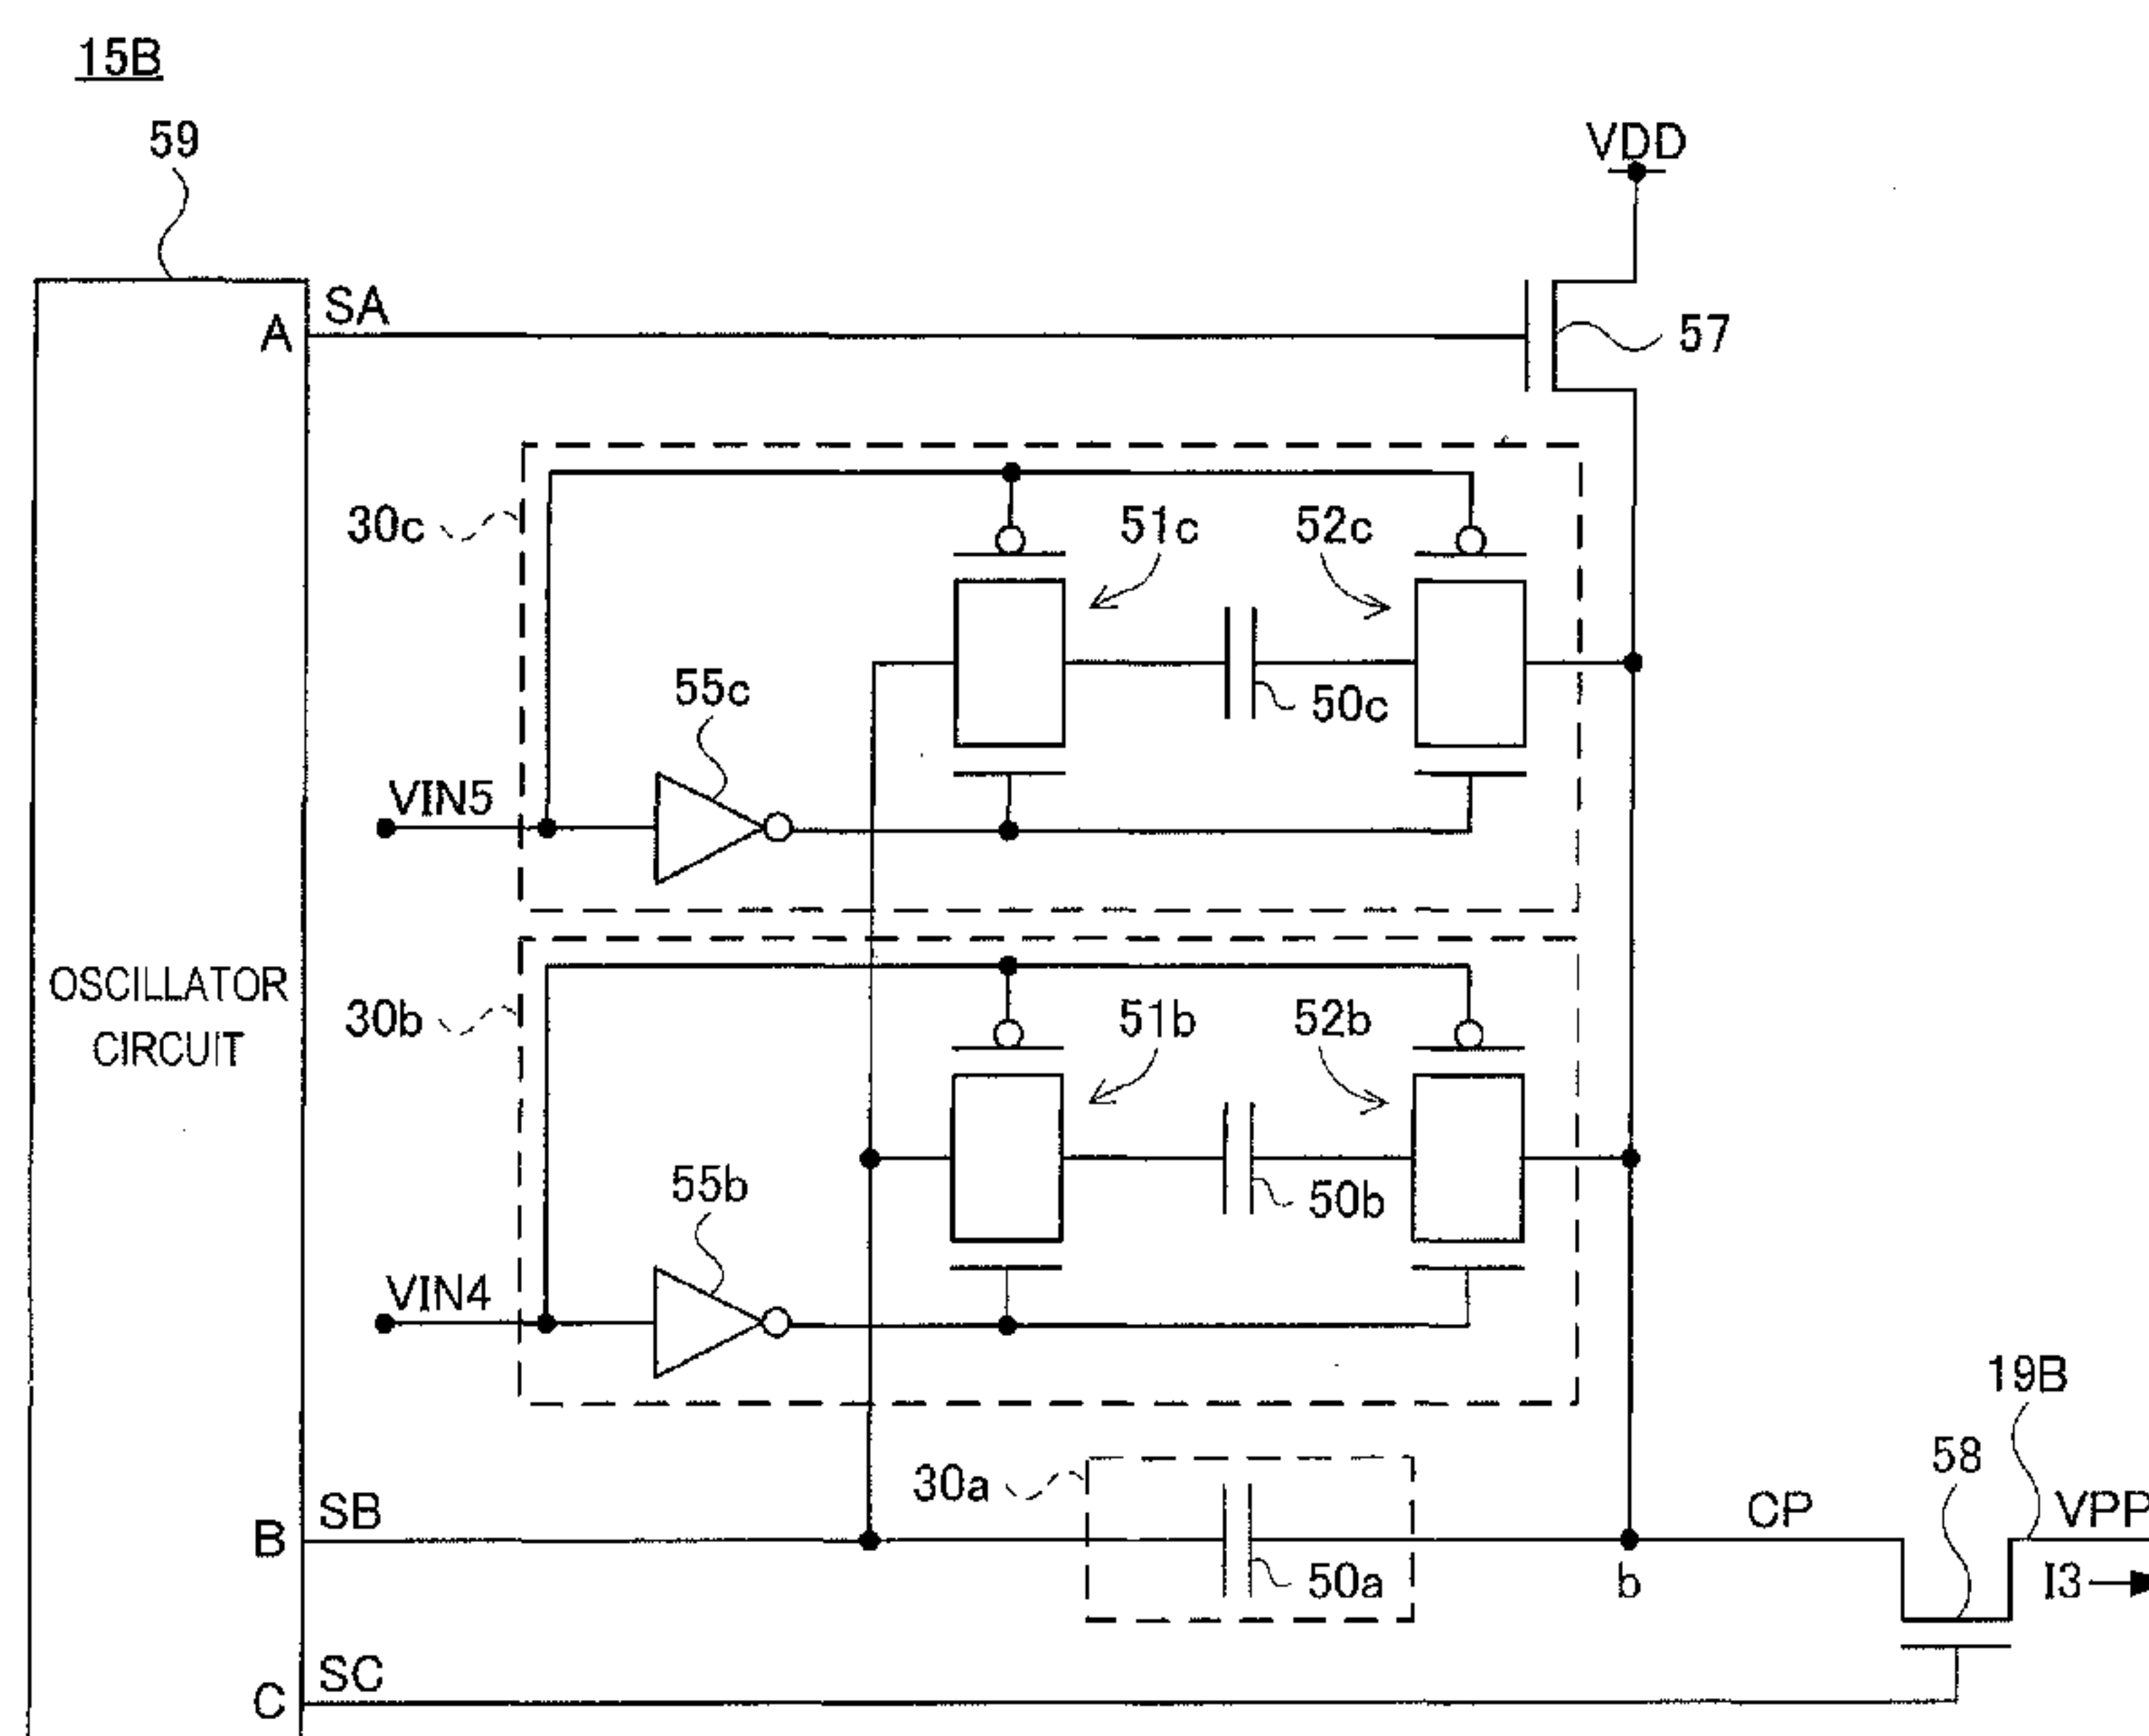 15B
59
VDD
A
SA
57
30c
51c
52c
55c
50c
VIN5
OSCILLATOR
CIRCUIT
30b
51b
52b
55b
50b
VIN4
19B
58
30a
B
SB
CP
VPP
50a
b
I3
C
SC